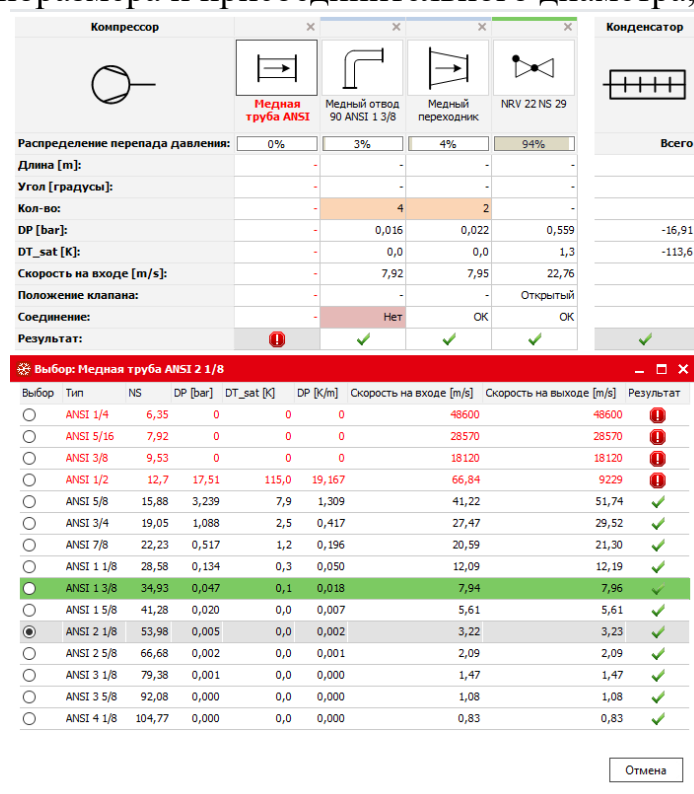 типоразмера и присоединительного диаметра,
Компрессор × × × × Конденсатор
Медная труба ANSI
Медный отвод 90 ANSI 1 3/8
Медный переходник
NRV 22 NS 29
Распределение перепада давления: 0% 3% 4% 94% Всего
Длина [m]: - - - -
Угол [градусы]: - - - -
Кол-во: - 4 2 -
DP [bar]: - 0,016 0,022 0,559 -16,91
DT_sat [K]: - 0,0 0,0 1,3 -113,6
Скорость на входе [m/s]: - 7,92 7,95 22,76
Положение клапана: - - - Открытый
Соединение: - Нет OK OK
Результат:
Выбор: Медная труба ANSI 2 1/8
Выбор Тип NS DP [bar] DT_sat [K] DP [K/m] Скорость на входе [m/s] Скорость на выходе [m/s] Результат
ANSI 1/4 6,35 0 0 0 48600 48600
ANSI 5/16 7,92 0 0 0 28570 28570
ANSI 3/8 9,53 0 0 0 18120 18120
ANSI 1/2 12,7 17,51 115,0 19,167 66,84 9229
ANSI 5/8 15,88 3,239 7,9 1,309 41,22 51,74
ANSI 3/4 19,05 1,088 2,5 0,417 27,47 29,52
ANSI 7/8 22,23 0,517 1,2 0,196 20,59 21,30
ANSI 1 1/8 28,58 0,134 0,3 0,050 12,09 12,19
ANSI 1 3/8 34,93 0,047 0,1 0,018 7,94 7,96
ANSI 1 5/8 41,28 0,020 0,0 0,007 5,61 5,61
ANSI 2 1/8 53,98 0,005 0,0 0,002 3,22 3,23
ANSI 2 5/8 66,68 0,002 0,0 0,001 2,09 2,09
ANSI 3 1/8 79,38 0,001 0,0 0,000 1,47 1,47
ANSI 3 5/8 92,08 0,000 0,0 0,000 1,08 1,08
ANSI 4 1/8 104,77 0,000 0,0 0,000 0,83 0,83
Отмена